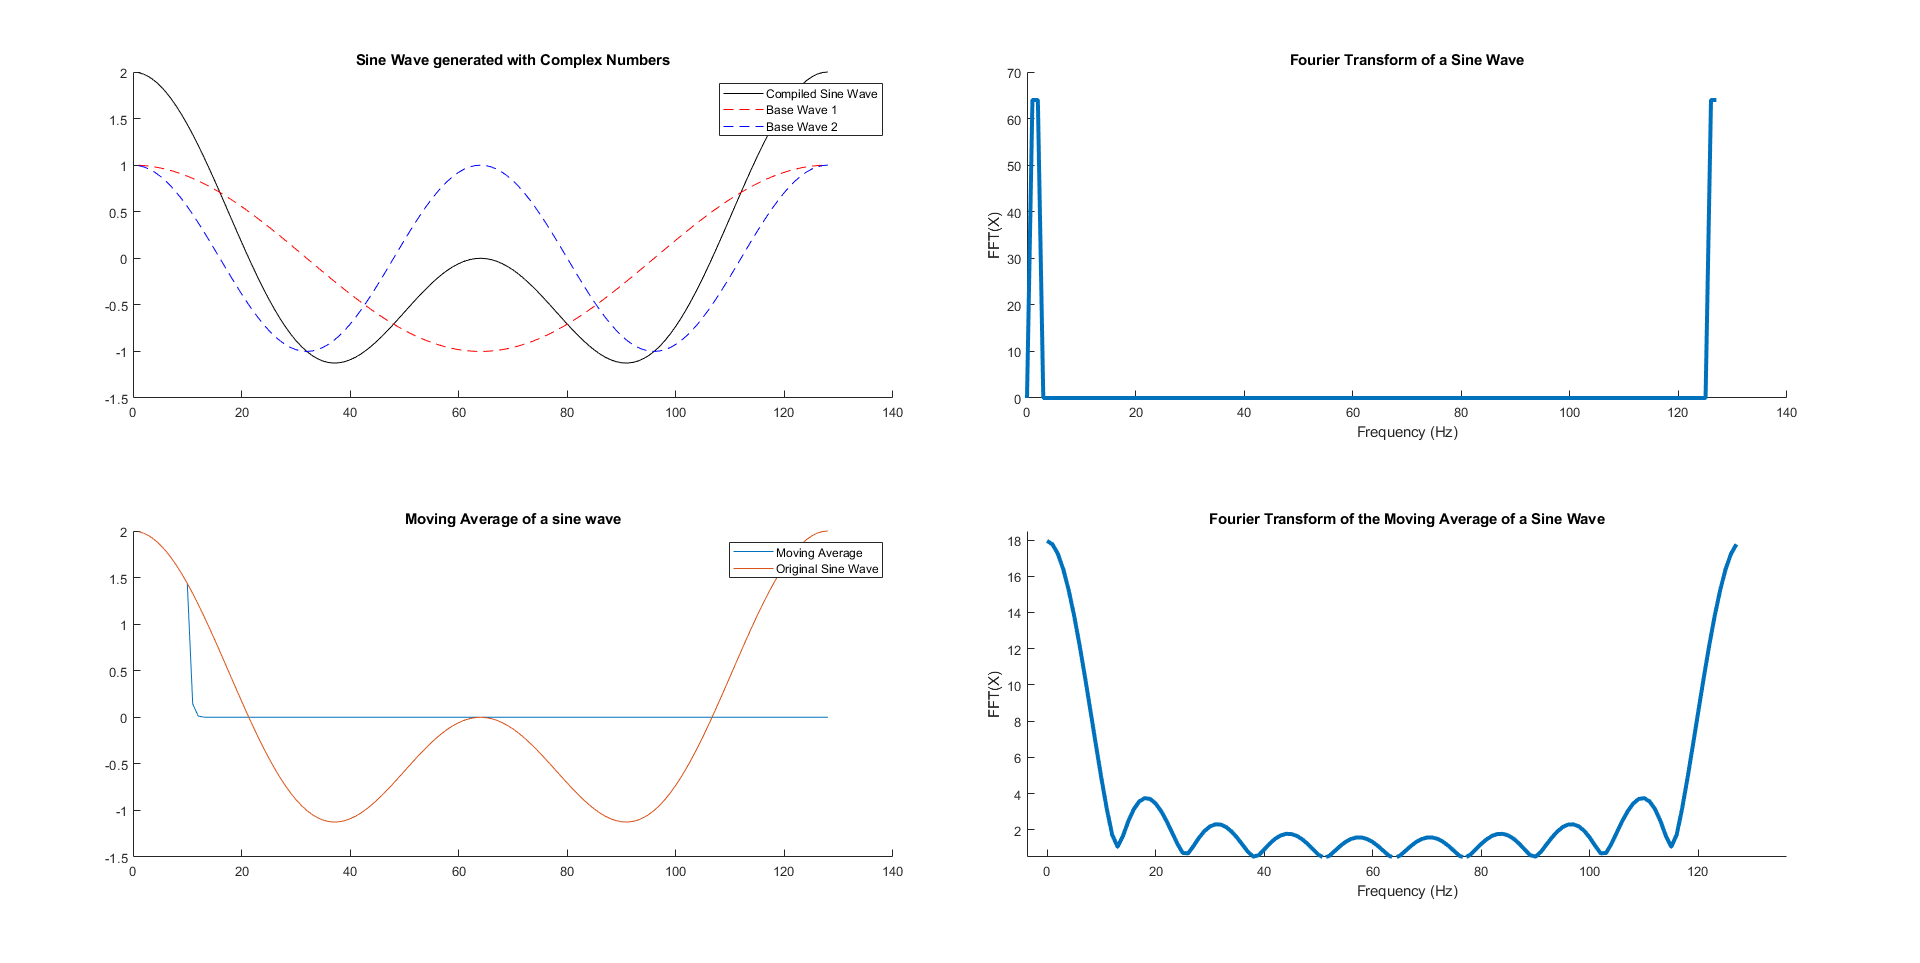 Sine Wave generated with Complex Numbers
2
1.5
1
0.5
0
-0.5
-1
-1.5
0 20 40 60 80 100 120 140
Compiled Sine Wave
Base Wave 1
Base Wave 2
Fourier Transform of a Sine Wave
FFT(X)
70
60
50
40
30
20
10
0
0 20 40 60 80 100 120 140
Frequency (Hz)
Moving Average of a sine wave
2
1.5
1
0.5
0
-0.5
-1
-1.5
0 20 40 60 80 100 120 140
Moving Average
Original Sine Wave
Fourier Transform of the Moving Average of a Sine Wave
FFT(X)
18
16
14
12
10
8
6
4
2
0 20 40 60 80 100 120
Frequency (Hz)